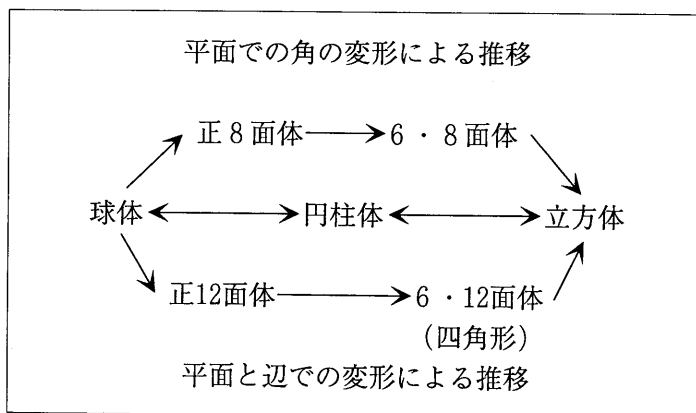 平面での角の変形による推移
正8面体 6・8面体
球体 円柱体 立方体
正12面体 6・12面体
(四角形)
平面と辺での変形による推移